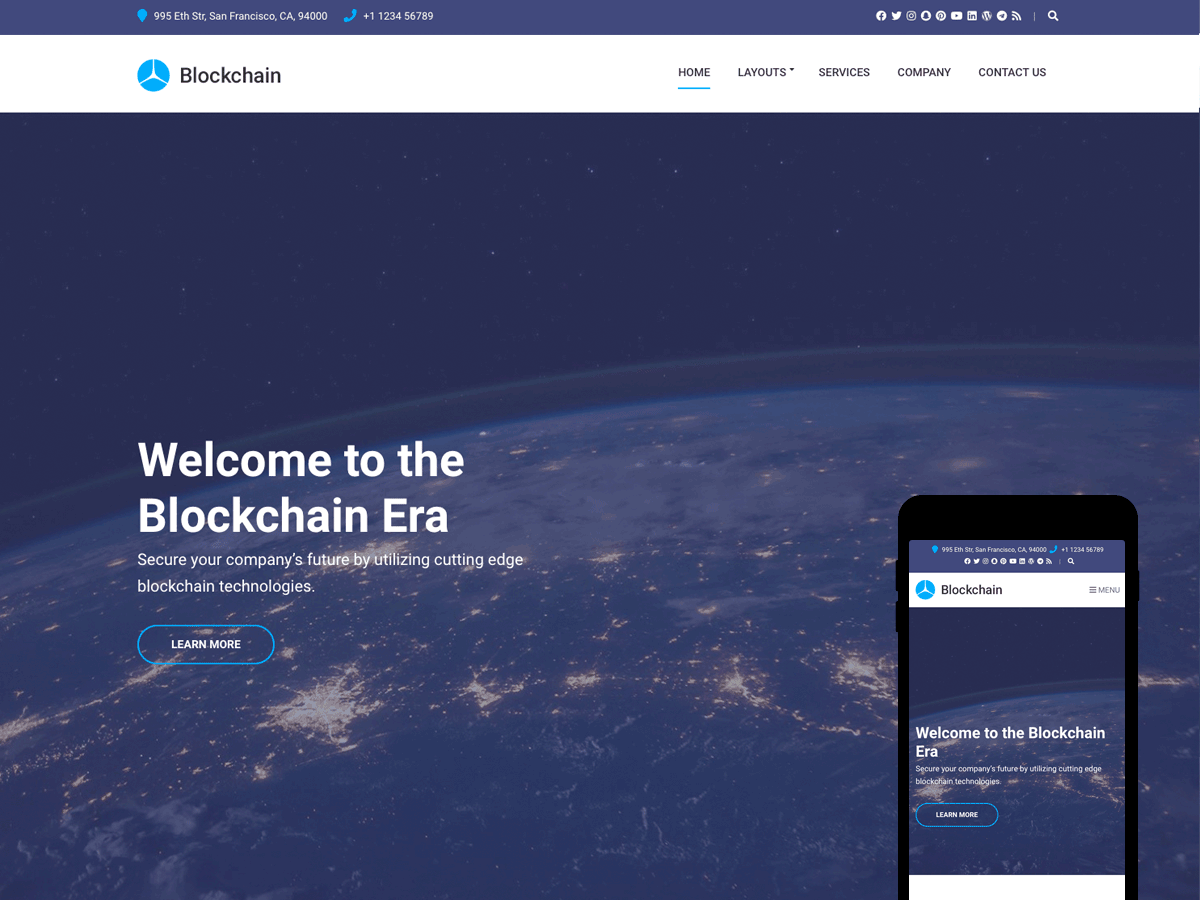 995 Eth Str, San Francisco, CA, 94000 +1 1234 56789
Blockchain
HOME LAYOUTS SERVICES COMPANY CONTACT US
Welcome to the
Blockchain Era
Secure your company’s future by utilizing cutting edge
blockchain technologies.
LEARN MORE
995 Eth Str, San Francisco, CA, 94000 +1 1234 56789
Blockchain
MENU
Welcome to the Blockchain
Era
Secure your company’s future by utilizing cutting edge
blockchain technologies.
LEARN MORE